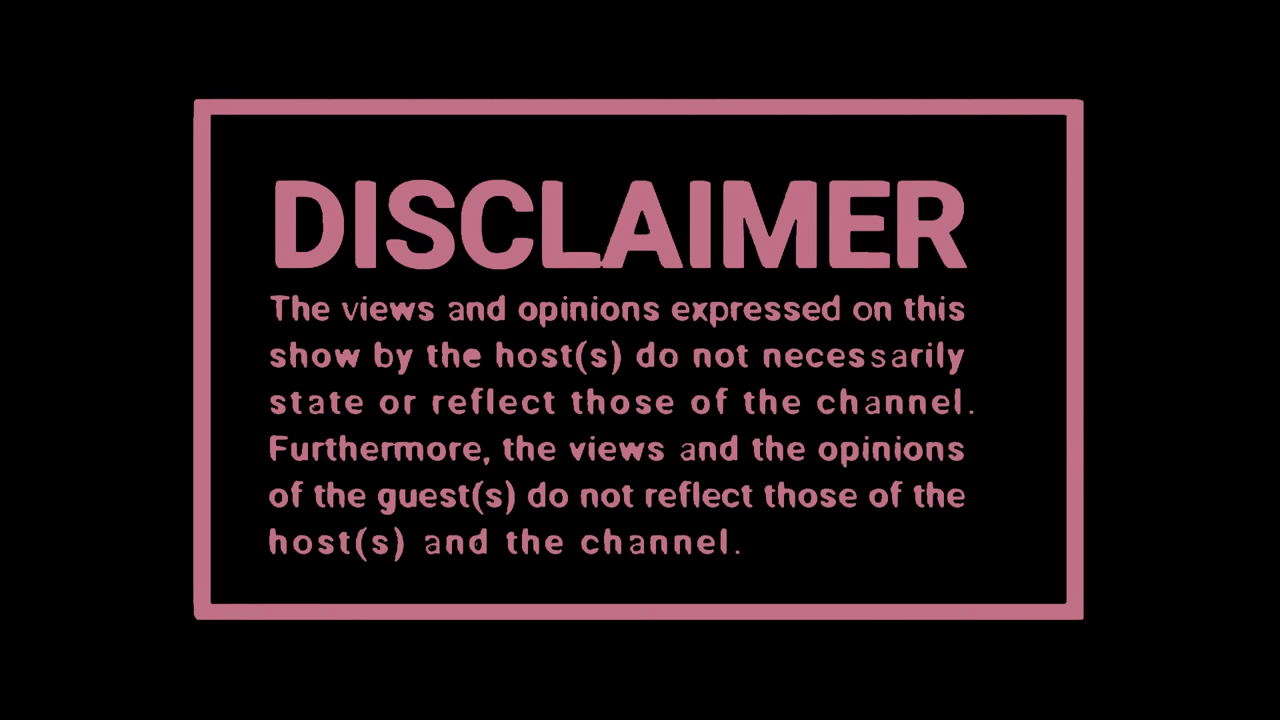 DISCLAIMER
The views and opinions expressed on this
show by the host(s) do not necessarily
state or reflect those of the channel.
Furthermore, the views and the opinions
of the guest(s) do not reflect those of the
host(s) and the channel.